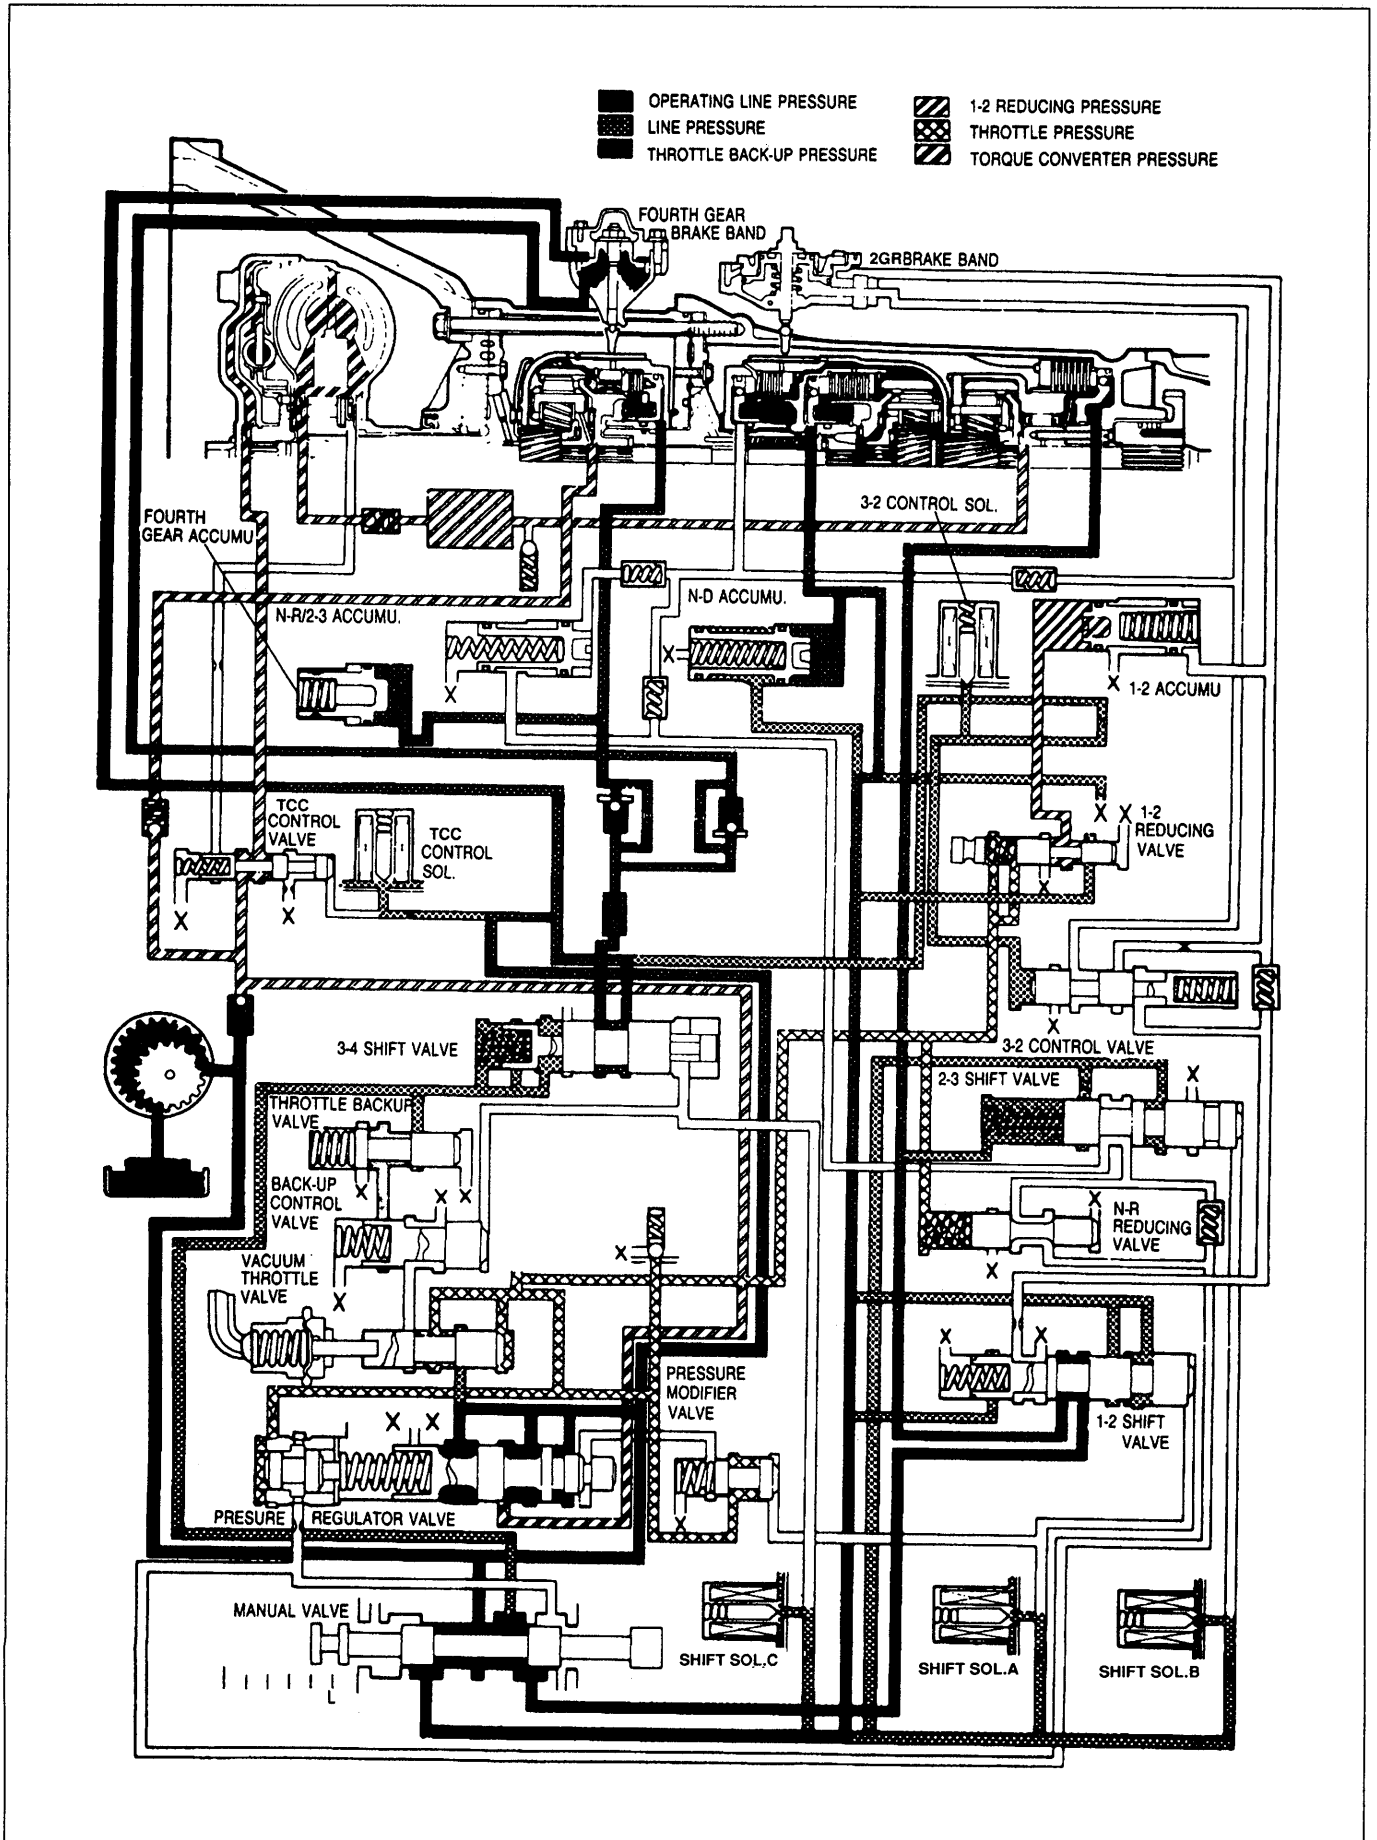 OPERATING LINE PRESSURE
LINE PRESSURE
THROTTLE BACK-UP PRESSURE
1-2 REDUCING PRESSURE
THROTTLE PRESSURE
TORQUE CONVERTER PRESSURE
FOURTH GEAR
BRAKE BAND
2GRBRAKE BAND
3-2 CONTROL SOL.
FOURTH
GEAR ACCUMU
N-R/2-3 ACCUMU.
N-D ACCUMU.
X
X
X
1-2 ACCUMU
TCC
CONTROL
VALVE
TCC
CONTROL
SOL.
X
X
1-2
REDUCING
VALVE
X
X
X
X
3-4 SHIFT VALVE
3-2 CONTROL VALVE
2-3 SHIFT VALVE
X
THROTTLE BACKUP
VALVE
BACK-UP
CONTROL
VALVE
X
X
X
X
N-R
REDUCING
VALVE
VACUUM
THROTTLE
VALVE
X
X
X
X
X
PRESSURE
MODIFIER
VALVE
X
X
1-2 SHIFT
VALVE
PRESURE
REGULATOR VALVE
X
MANUAL VALVE
SHIFT SOL.C
SHIFT SOL.A
SHIFT SOL.B
L